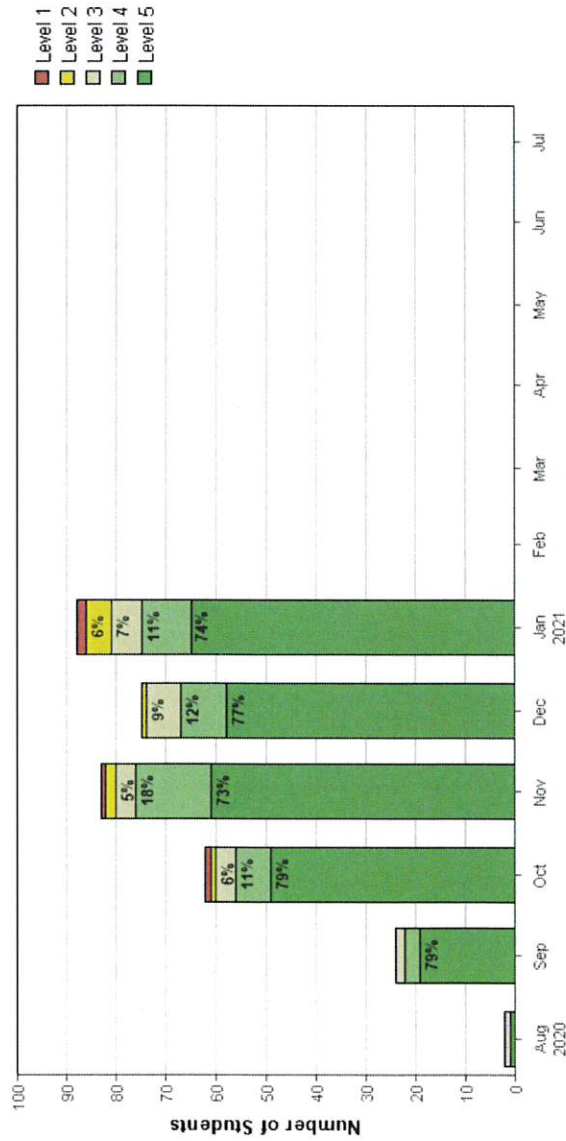 Level 1
Level 2
Level 3
Level 4
Level 5
Number of Students
100
90
80
70
60
50
40
30
20
10
0
79%
6%
11%
79%
5%
18%
73%
9%
12%
77%
6%
7%
11%
74%
Aug
2020
Sep
Oct
Nov
Dec
Jan
2021
Feb
Mar
Apr
May
Jun
Jul